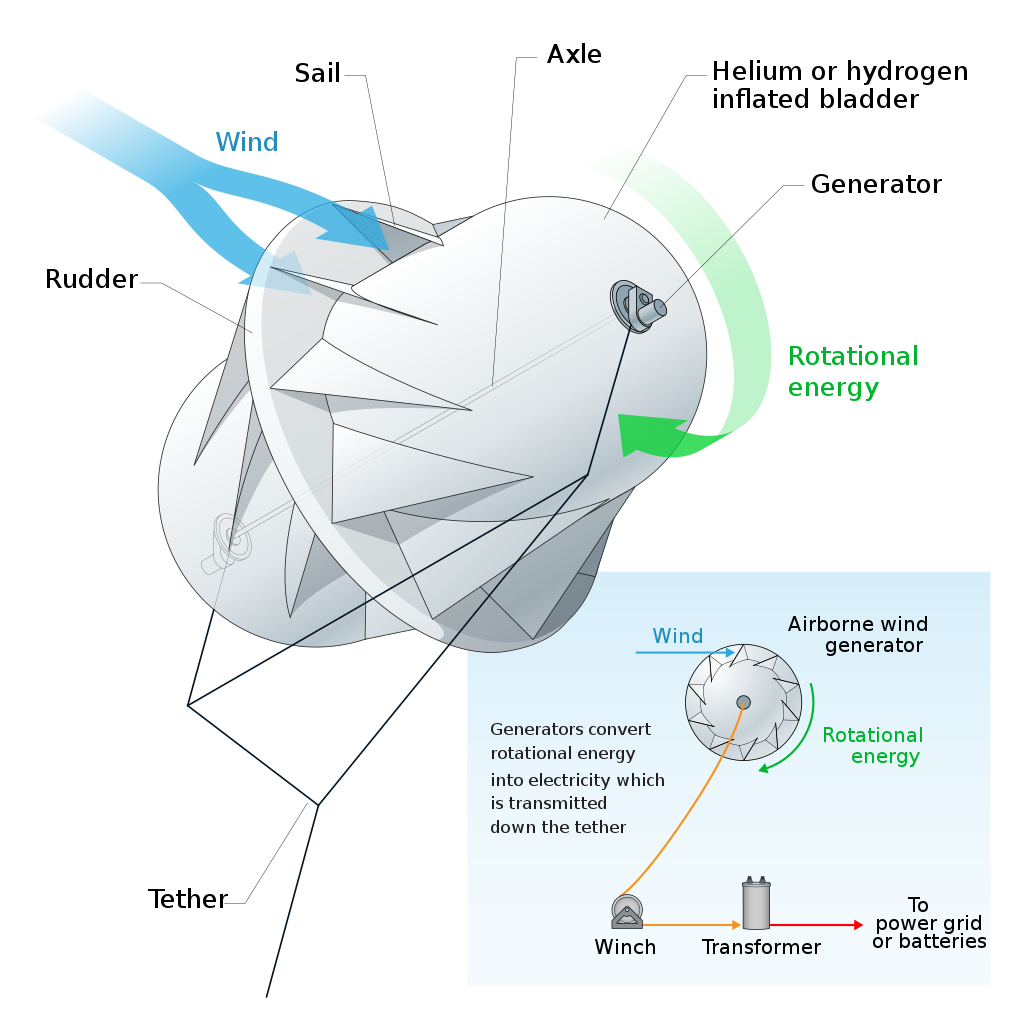 Axle
Sail
Helium or hydrogen
inflated bladder
Wind
Generator
Rudder
Rotational
energy
Airborne wind
generator
Wind
Generators convert
rotational energy
into electricity which
is transmitted
down the tether
Rotational
energy
Tether
To
power grid
or batteries
Winch
Transformer